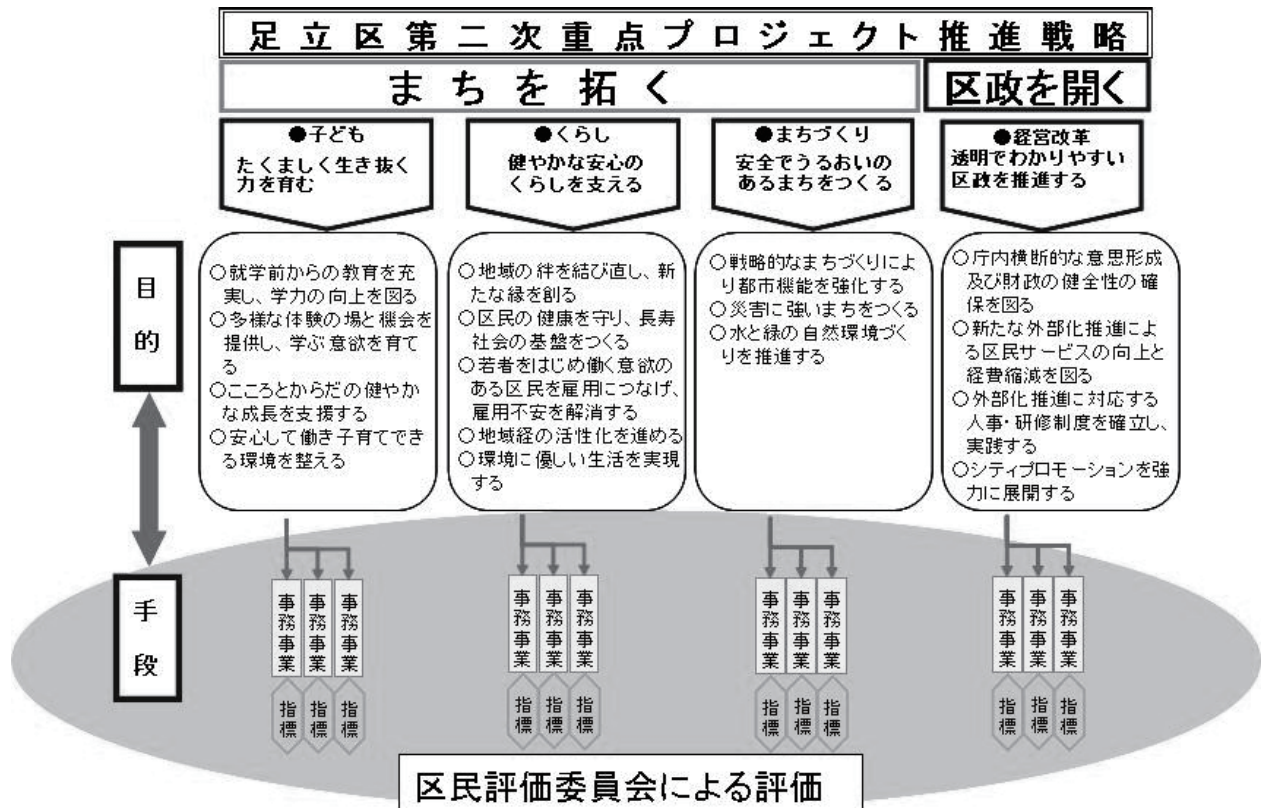 足立区第二次重点プロジェクト推進戦略
まちを拓く
区政を開く
●子ども
たくましく生き抜く
力を育む
●くらし
健やかな安心の
くらしを支える
●まちづくり
安全でうるおいの
あるまちをつくる
●経営改革
透明でわかりやすい
区政を推進する
目的
○就学前からの教育を充
実し、学力の向上を図る
○多様な体験の場と機会を
提供し、学ぶ意欲を育て
る
○こころとからだの健やか
な成長を支援する
○安心して働き子育てでき
る環境を整える
○地域の絆を結び直し、新
たな縁を創る
○区民の健康を守り、長寿
社会の基盤をつくる
○若者をはじめ働く意欲の
ある区民を雇用につなげ、
雇用不安を解消する
○地域経の活性化を進める
○環境に優しい生活を実現
する
○戦略的なまちづくりによ
り都市機能を強化する
○災害に強いまちをつくる
○水と緑の自然環境づく
りを推進する
○庁内横断的な意思形成
及び財政の健全性の確
保を図る
○新たな外部化推進によ
る区民サービスの向上と
経費縮減を図る
○外部化推進に対応する
人事・研修制度を確立し、
実践する
○シティプロモーションを強
力に展開する
手段
事務事業
事務事業
事務事業
事務事業
事務事業
事務事業
事務事業
事務事業
事務事業
事務事業
事務事業
事務事業
指標
指標
指標
指標
指標
指標
指標
指標
指標
指標
指標
指標
区民評価委員会による評価